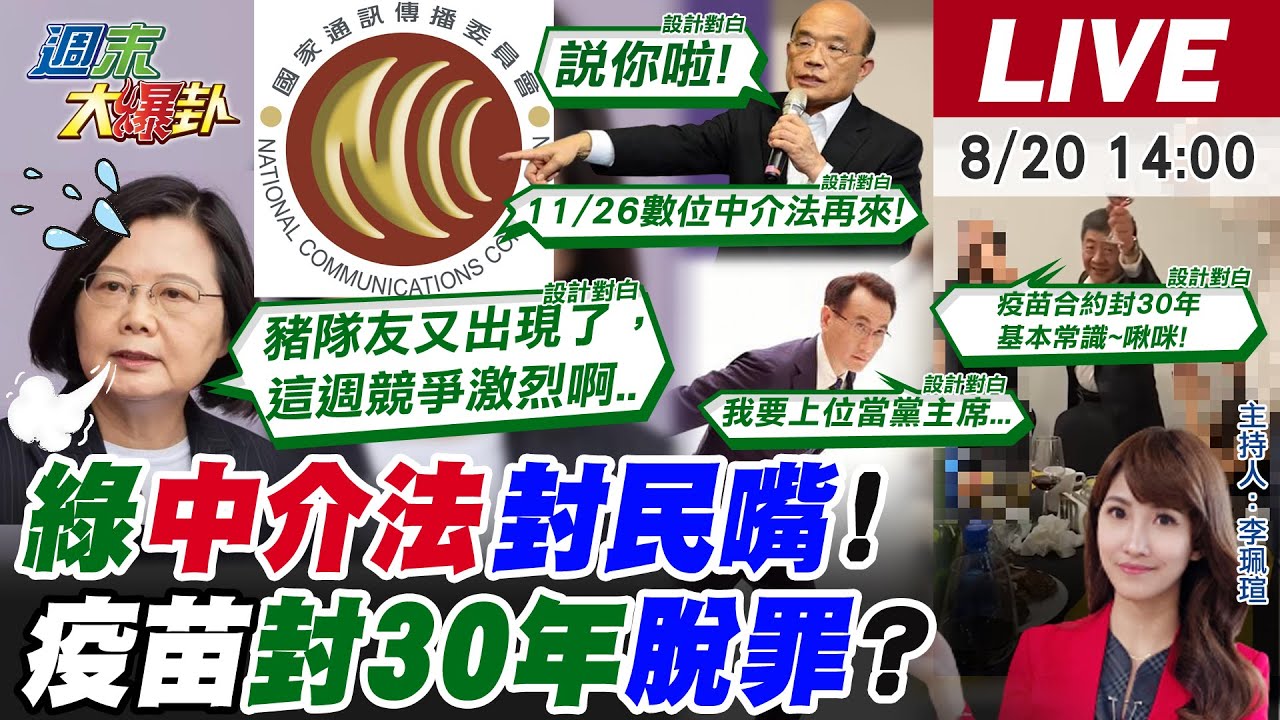 週末
大爆卦
國家通訊傳播委員會
NATIONAL COMMUNICATIONS CO
N
設計對白
說你啦!
設計對白
11/26數位中介法再來!
LIVE
8/20 14:00
設計對白
豬隊友又出現了,
這週競爭激烈啊..
設計對白
我要上位當黨主席...
設計對白
疫苗合約封30年
基本常識~啾咪!
主持人:李珮瑄
綠中介法封民嘴!
疫苗封30年脫罪?